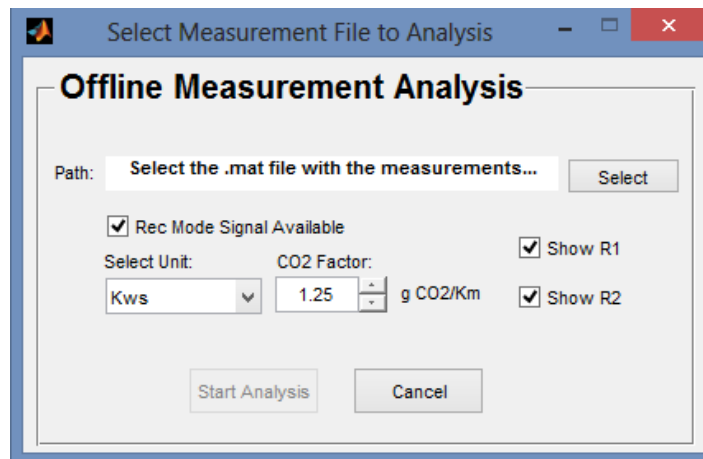 Select Measurement File to Analysis
Offline Measurement Analysis
Path: Select the .mat file with the measurements... Select
Rec Mode Signal Available
Select Unit: CO2 Factor:
Show R1
Kws 1.25 g CO2/Km
Show R2
Start Analysis Cancel